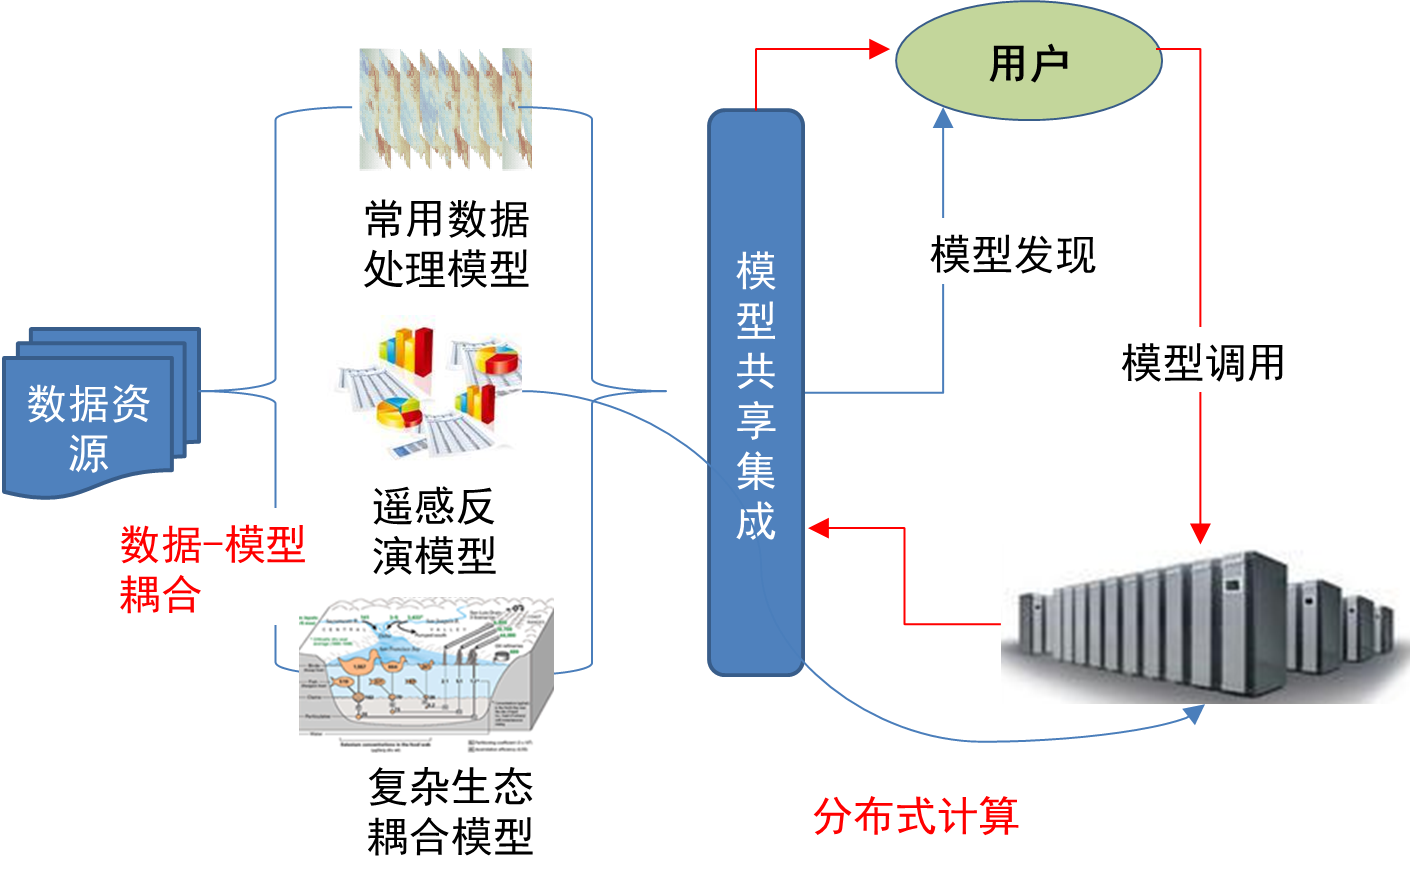 用户
常用数据
处理模型
模型发现
模
型
共
享
集
成
模型调用
数据资
源
遥感反
演模型
数据-模型
耦合
复杂生态
耦合模型
分布式计算